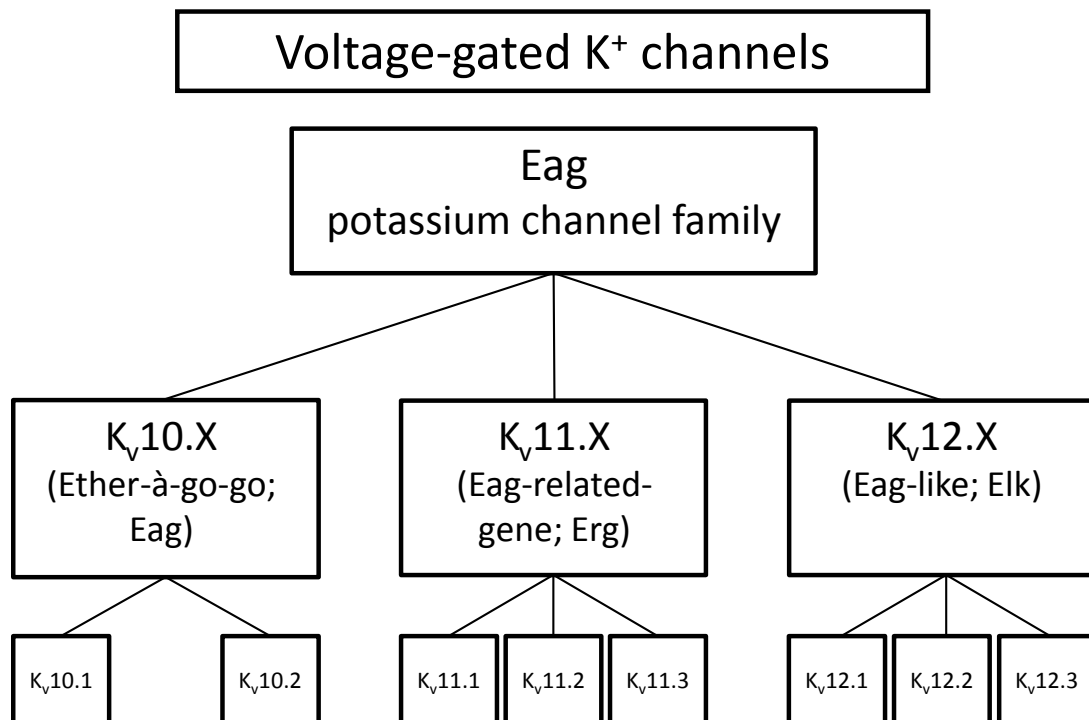 Voltage-gated K⁺ channels
Eag
potassium channel family
Kᵥ10.X
(Ether-à-go-go;
Eag)
Kᵥ11.X
(Eag-related-
gene; Erg)
Kᵥ12.X
(Eag-like; Elk)
Kᵥ10.1
Kᵥ10.2
Kᵥ11.1
Kᵥ11.2
Kᵥ11.3
Kᵥ12.1
Kᵥ12.2
Kᵥ12.3